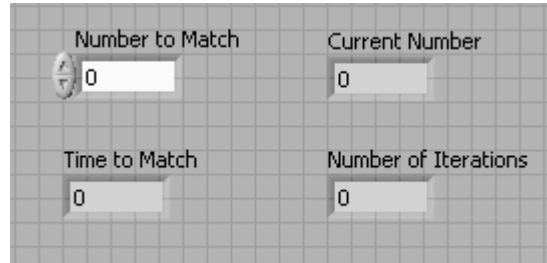 Number to Match
Current Number
0
0
Time to Match
Number of Iterations
0
0